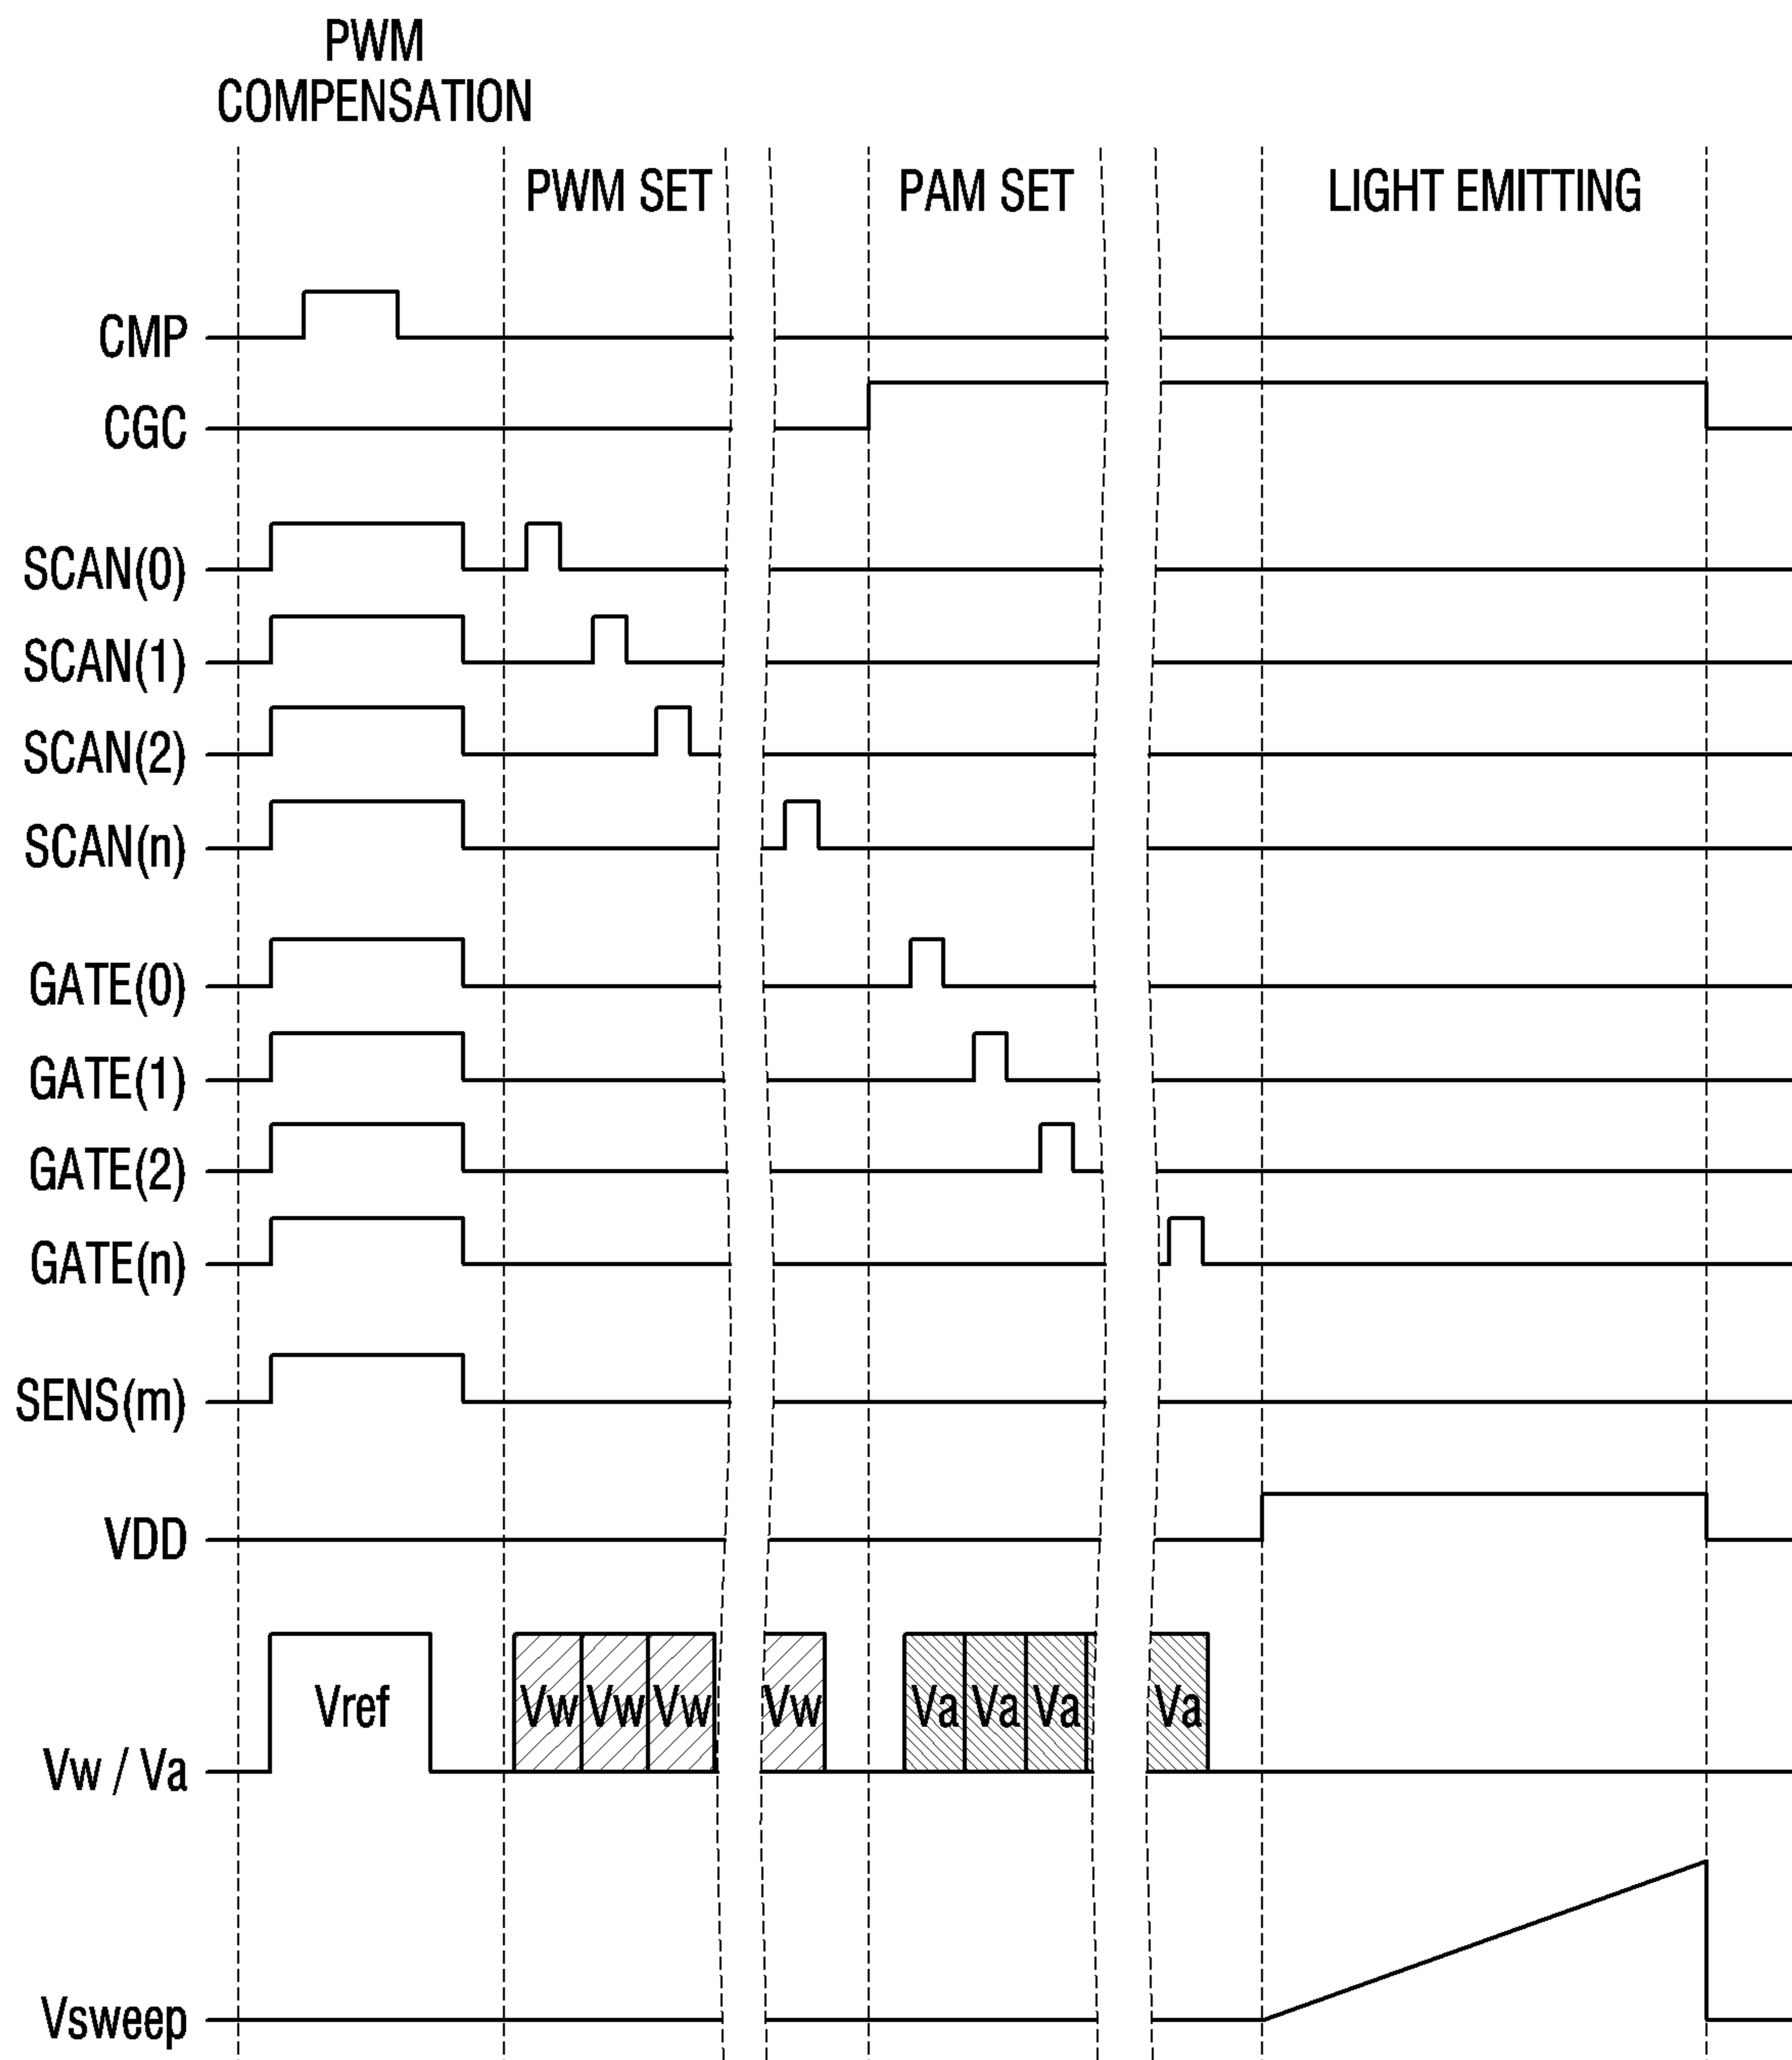 PWM
COMPENSATION
PWM SET
PAM SET
LIGHT EMITTING
CMP
CGC
SCAN(0)
SCAN(1)
SCAN(2)
SCAN(n)
GATE(0)
GATE(1)
GATE(2)
GATE(n)
SENS(m)
VDD
Vref
Vw Vw Vw Vw Va Va Va Va
Vw / Va
Vsweep